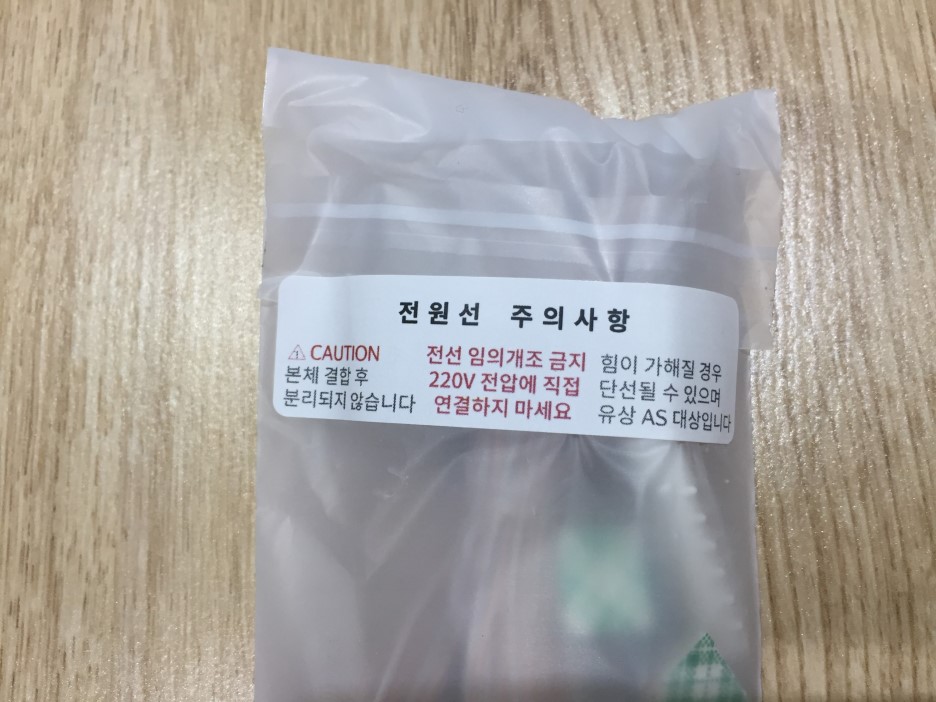 전원선 주의사항
⚠ CAUTION
본체 결합 후
분리되지 않습니다
전선 임의개조 금지
220V 전압에 직접
연결하지 마세요
힘이 가해질 경우
단선될 수 있으며
유상 AS 대상입니다